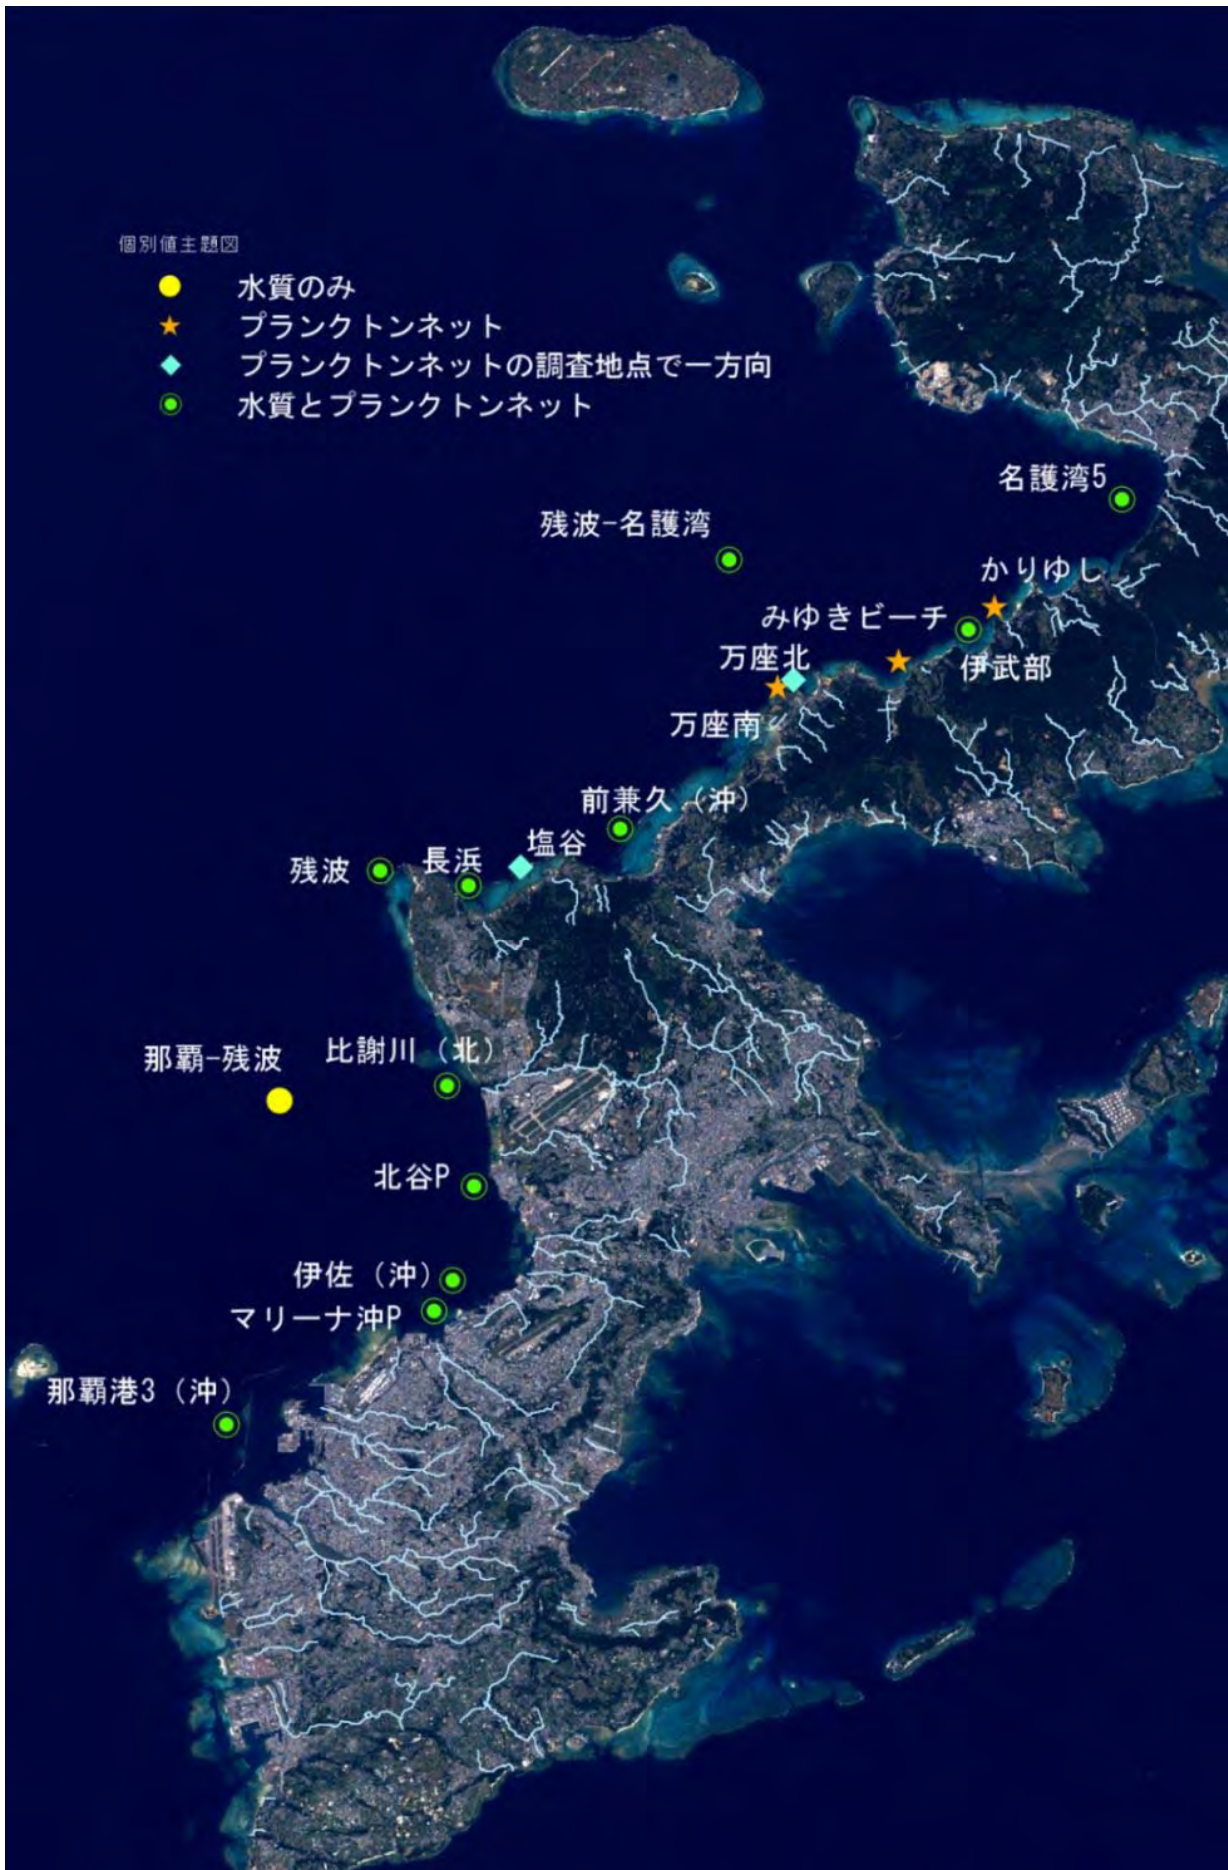 個別値主題図
水質のみ
プランクトンネット
プランクトンネットの調査地点で一方向
水質とプランクトンネット
名護湾5
残波-名護湾
かりゆし
みゆきビーチ
万座北
伊武部
万座南
前兼久（沖）
塩谷
長浜
残波
比謝川（北）
那覇-残波
北谷P
伊佐（沖）
マリーナ沖P
那覇港3（沖）